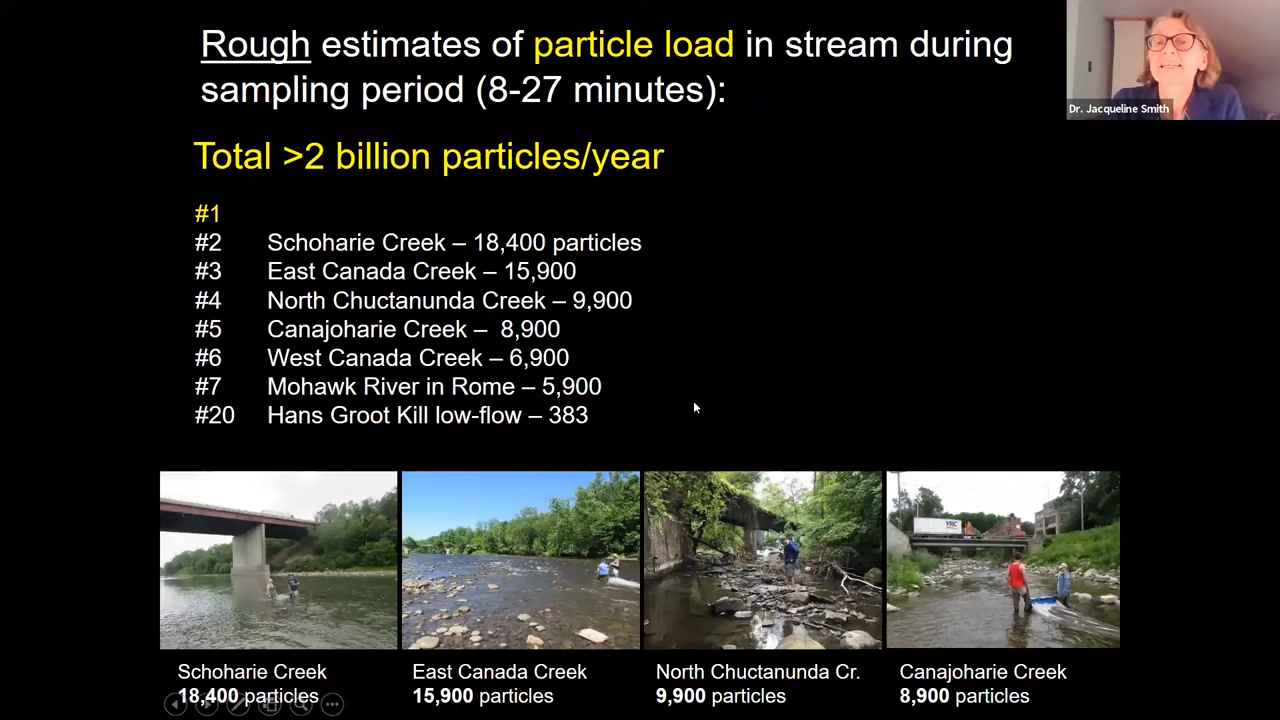 Rough estimates of particle load in stream during
sampling period (8-27 minutes):
Dr. Jacqueline Smith
Total >2 billion particles/year
#1
#2 Schoharie Creek – 18,400 particles
#3 East Canada Creek – 15,900
#4 North Chuctanunda Creek – 9,900
#5 Canajoharie Creek – 8,900
#6 West Canada Creek – 6,900
#7 Mohawk River in Rome – 5,900
#20 Hans Groot Kill low-flow – 383
YRC
Schoharie Creek
18,400 particles
East Canada Creek
15,900 particles
North Chuctanunda Cr.
9,900 particles
Canajoharie Creek
8,900 particles